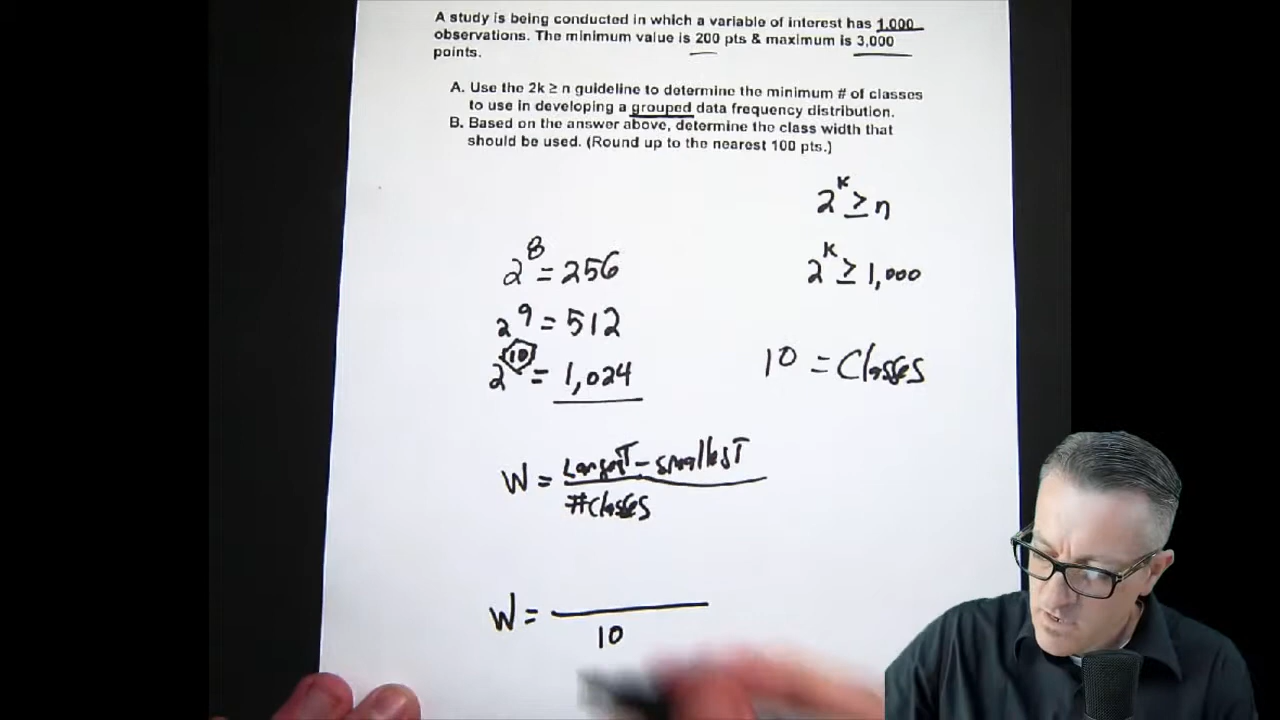 A study is being conducted in which a variable of interest has 1,000
observations. The minimum value is 200 pts & maximum is 3,000
points.
A. Use the 2k ≥ n guideline to determine the minimum # of classes
to use in developing a grouped data frequency distribution.
B. Based on the answer above, determine the class width that
should be used. (Round up to the nearest 100 pts.)
2^k ≥ n
2^8 = 256
2^k ≥ 1,000
2^9 = 512
2^10 = 1,024
10 = Classes
W = Largest - smallest
#Classes
W =
10